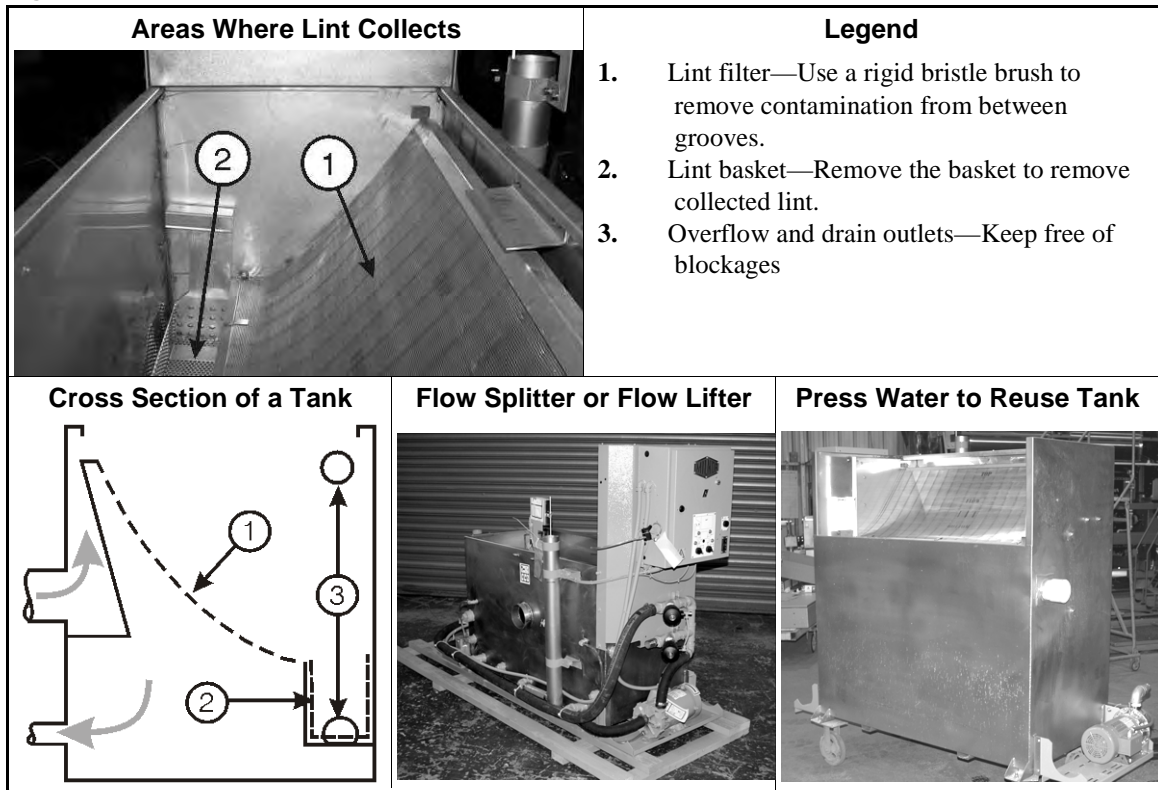 Areas Where Lint Collects
2
1
Legend
1. Lint filter—Use a rigid bristle brush to
remove contamination from between
grooves.
2. Lint basket—Remove the basket to remove
collected lint.
3. Overflow and drain outlets—Keep free of
blockages
Cross Section of a Tank
1
3
2
Flow Splitter or Flow Lifter
Press Water to Reuse Tank